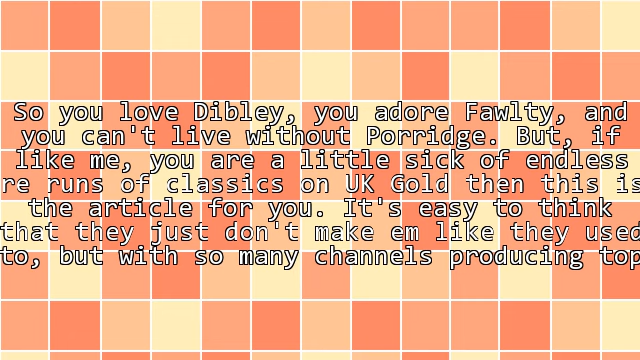 So you love Dibley, you adore Fawlty, and
you can't live without Porridge. But, if
like me, you are a little sick of endless
re runs of classics on UK Gold then this is
the article for you. It's easy to think
that they just don't make em like they used
to, but with so many channels producing top